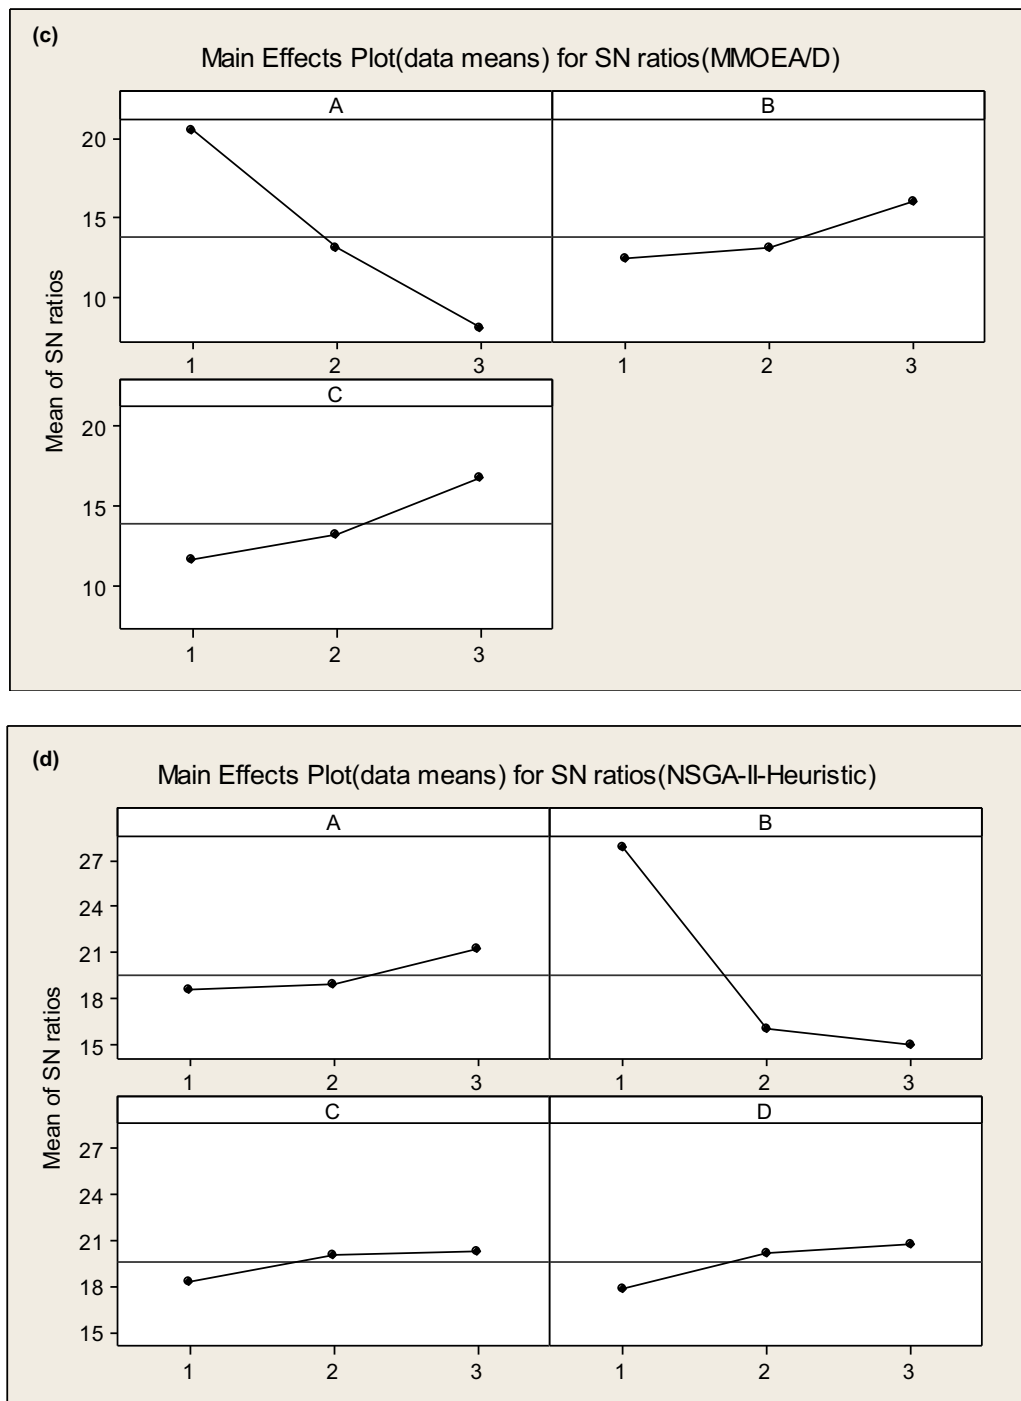 (c)
Main Effects Plot(data means) for SN ratios(MMOEA/D)
A B
20
15
10
1 2 3 1 2 3
Mean of SN ratios
C
20
15
10
1 2 3
(d)
Main Effects Plot(data means) for SN ratios(NSGA-II-Heuristic)
A B
27
24
21
18
15
1 2 3 1 2 3
Mean of SN ratios
C D
27
24
21
18
15
1 2 3 1 2 3